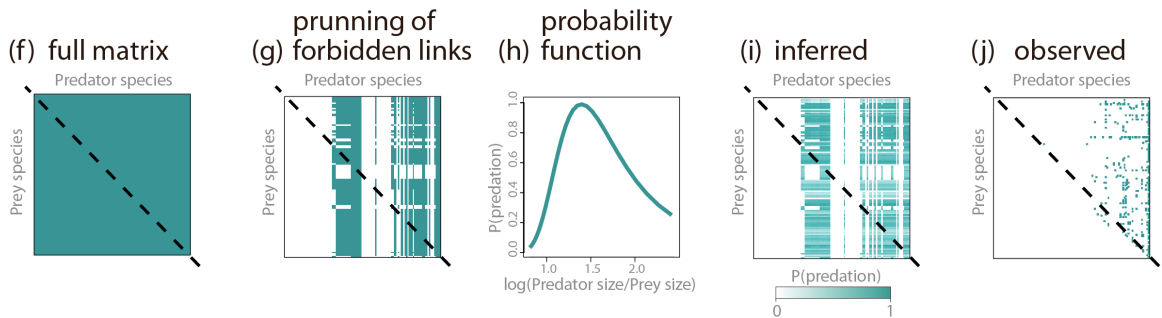 (f) full matrix
Predator species
Prey species
prunning of
(g) forbidden links
Predator species
Prey species
probability
(h) function
P(predation)
0.0 0.2 0.4 0.6 0.8 1.0
1.0 1.5 2.0
log(Predator size/Prey size)
(i) inferred
Predator species
Prey species
P(predation)
0 1
(j) observed
Predator species
Prey species